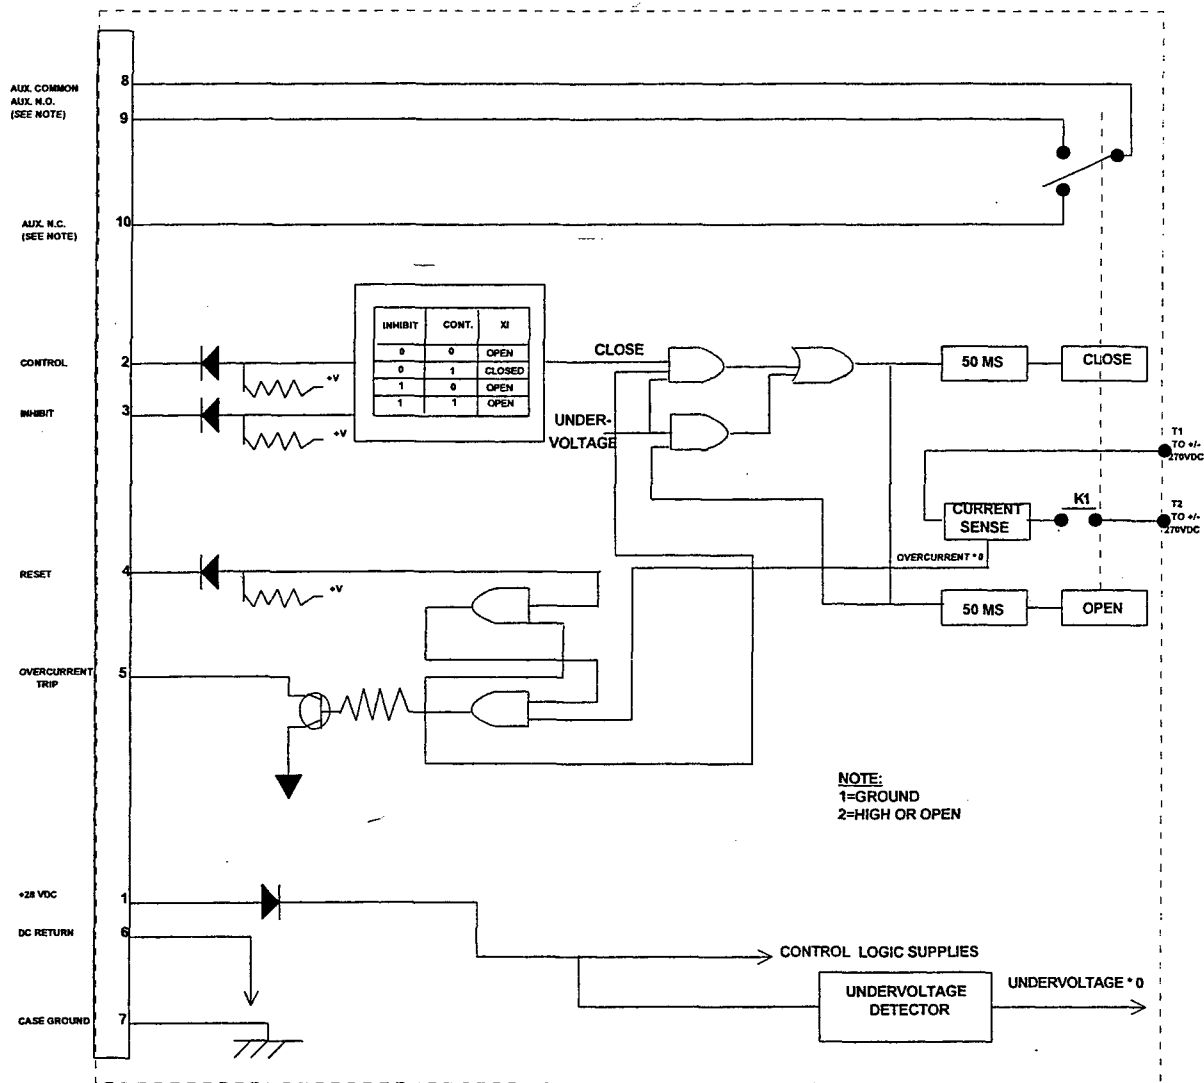 8
AUX. COMMON
AUX. N.O.
(SEE NOTE)
9
AUX. N.C.
(SEE NOTE)
10
INHIBIT CONT. XI
0 0 OPEN
0 1 CLOSED
1 0 OPEN
1 1 OPEN
CONTROL
2
+V
INHIBIT
3
+V
CLOSE
UNDER-
VOLTAGE
50 MS
CLOSE
T1
TO +/-
270VDC
CURRENT
SENSE
K1
T2
TO +/-
270VDC
OVERCURRENT * 0
RESET
4
+V
50 MS
OPEN
OVERCURRENT
TRIP
5
NOTE:
1=GROUND
2=HIGH OR OPEN
+28 VDC
1
DC RETURN
6
CONTROL LOGIC SUPPLIES
UNDERVOLTAGE
DETECTOR
UNDERVOLTAGE * 0
CASE GROUND
7